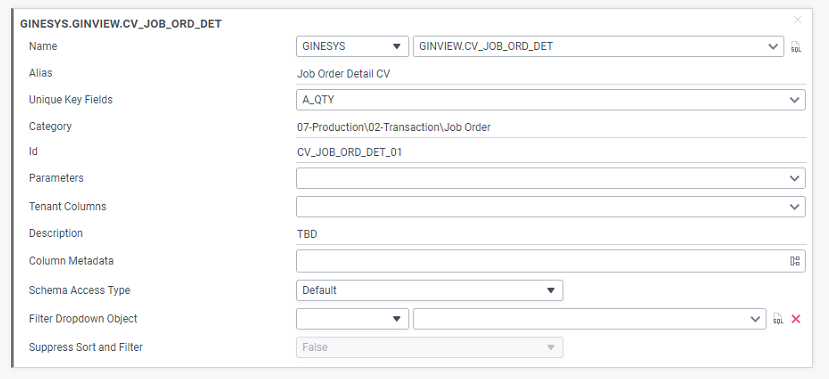 GINESYS.GINVIEW.CV_JOB_ORD_DET
Name GINESYS GINVIEW.CV_JOB_ORD_DET SQL
Alias Job Order Detail CV
Unique Key Fields A_QTY
Category 07-Production\02-Transaction\Job Order
Id CV_JOB_ORD_DET_01
Parameters
Tenant Columns
Description TBD
Column Metadata
Schema Access Type Default
Filter Dropdown Object SQL
Suppress Sort and Filter False